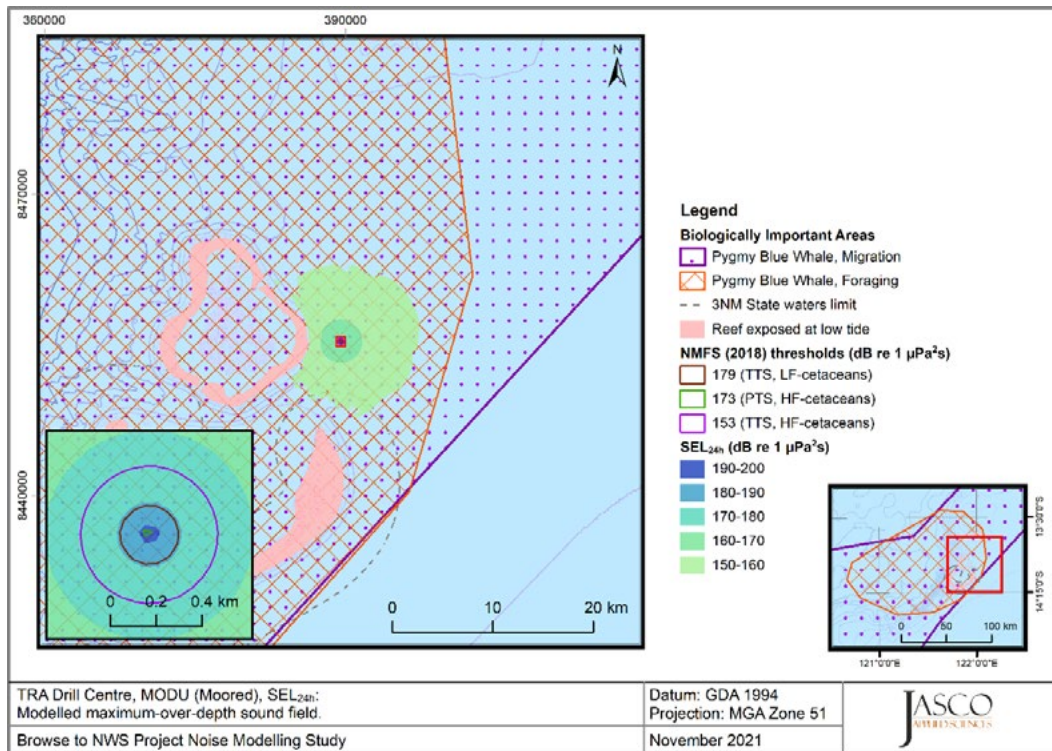 360000
390000
N
8470000
8440000
0 0.2 0.4 km
0 10 20 km
Legend
Biologically Important Areas
Pygmy Blue Whale, Migration
Pygmy Blue Whale, Foraging
3NM State waters limit
Reef exposed at low tide
NMFS (2018) thresholds (dB re 1 µPa²s)
179 (TTS, LF-cetaceans)
173 (PTS, HF-cetaceans)
153 (TTS, HF-cetaceans)
SEL24h (dB re 1 µPa²s)
190-200
180-190
170-180
160-170
150-160
13°30'0"S
14°15'0"S
0 50 100 km
121°0'0"E 122°0'0"E
TRA Drill Centre, MODU (Moored), SEL24h:
Modelled maximum-over-depth sound field.
Browse to NWS Project Noise Modelling Study
Datum: GDA 1994
Projection: MGA Zone 51
November 2021
JASCO
APPLIED SCIENCES